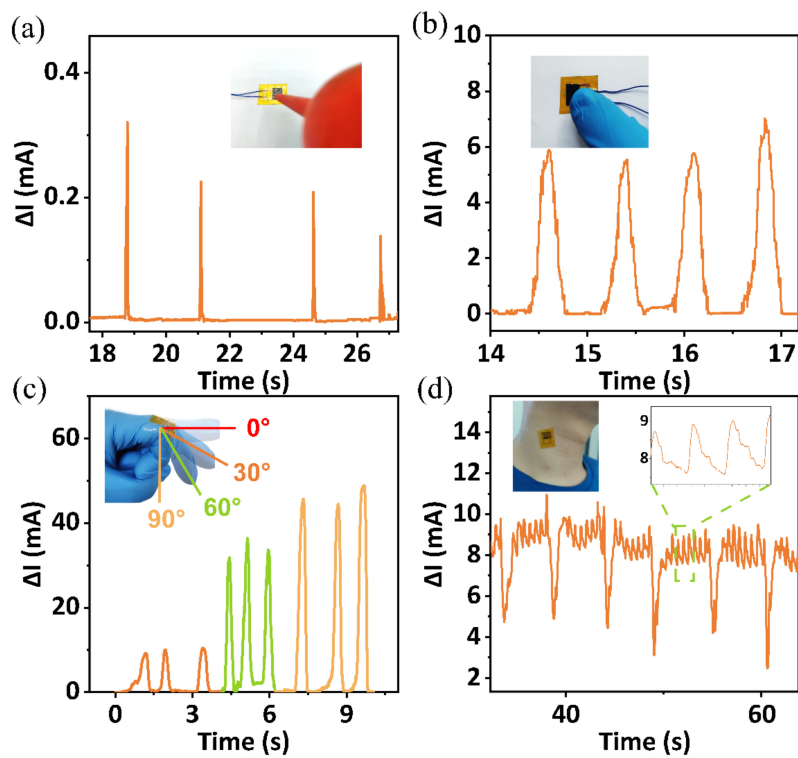 (a)
0.4
0.2
0.0
ΔI (mA)
18 20 22 24 26
Time (s)
(b)
10
8
6
4
2
0
ΔI (mA)
14 15 16 17
Time (s)
(c)
60
40
20
0
ΔI (mA)
0°
30°
60°
90°
0 3 6 9
Time (s)
(d)
14
12
10
8
6
4
2
ΔI (mA)
9
8
40 60
Time (s)